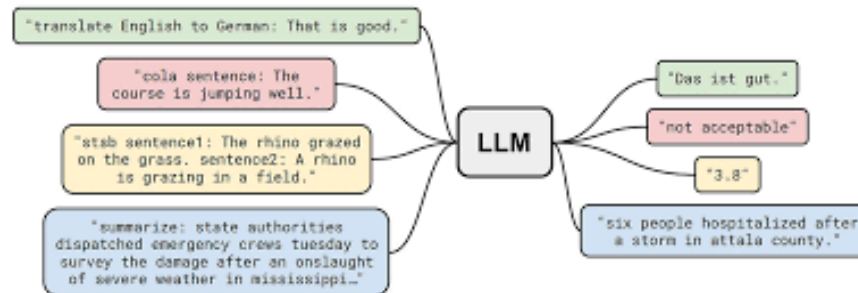 "translate English to German: That is good."
"cola sentence: The
course is jumping well."
"stsb sentence1: The rhino grazed
on the grass. sentence2: A rhino
is grazing in a field."
"summarize: state authorities
dispatched emergency crews tuesday to
survey the damage after an onslaught
of severe weather in mississippi…"
LLM
"Das ist gut."
"not acceptable"
"3.8"
"six people hospitalized after
a storm in attala county."